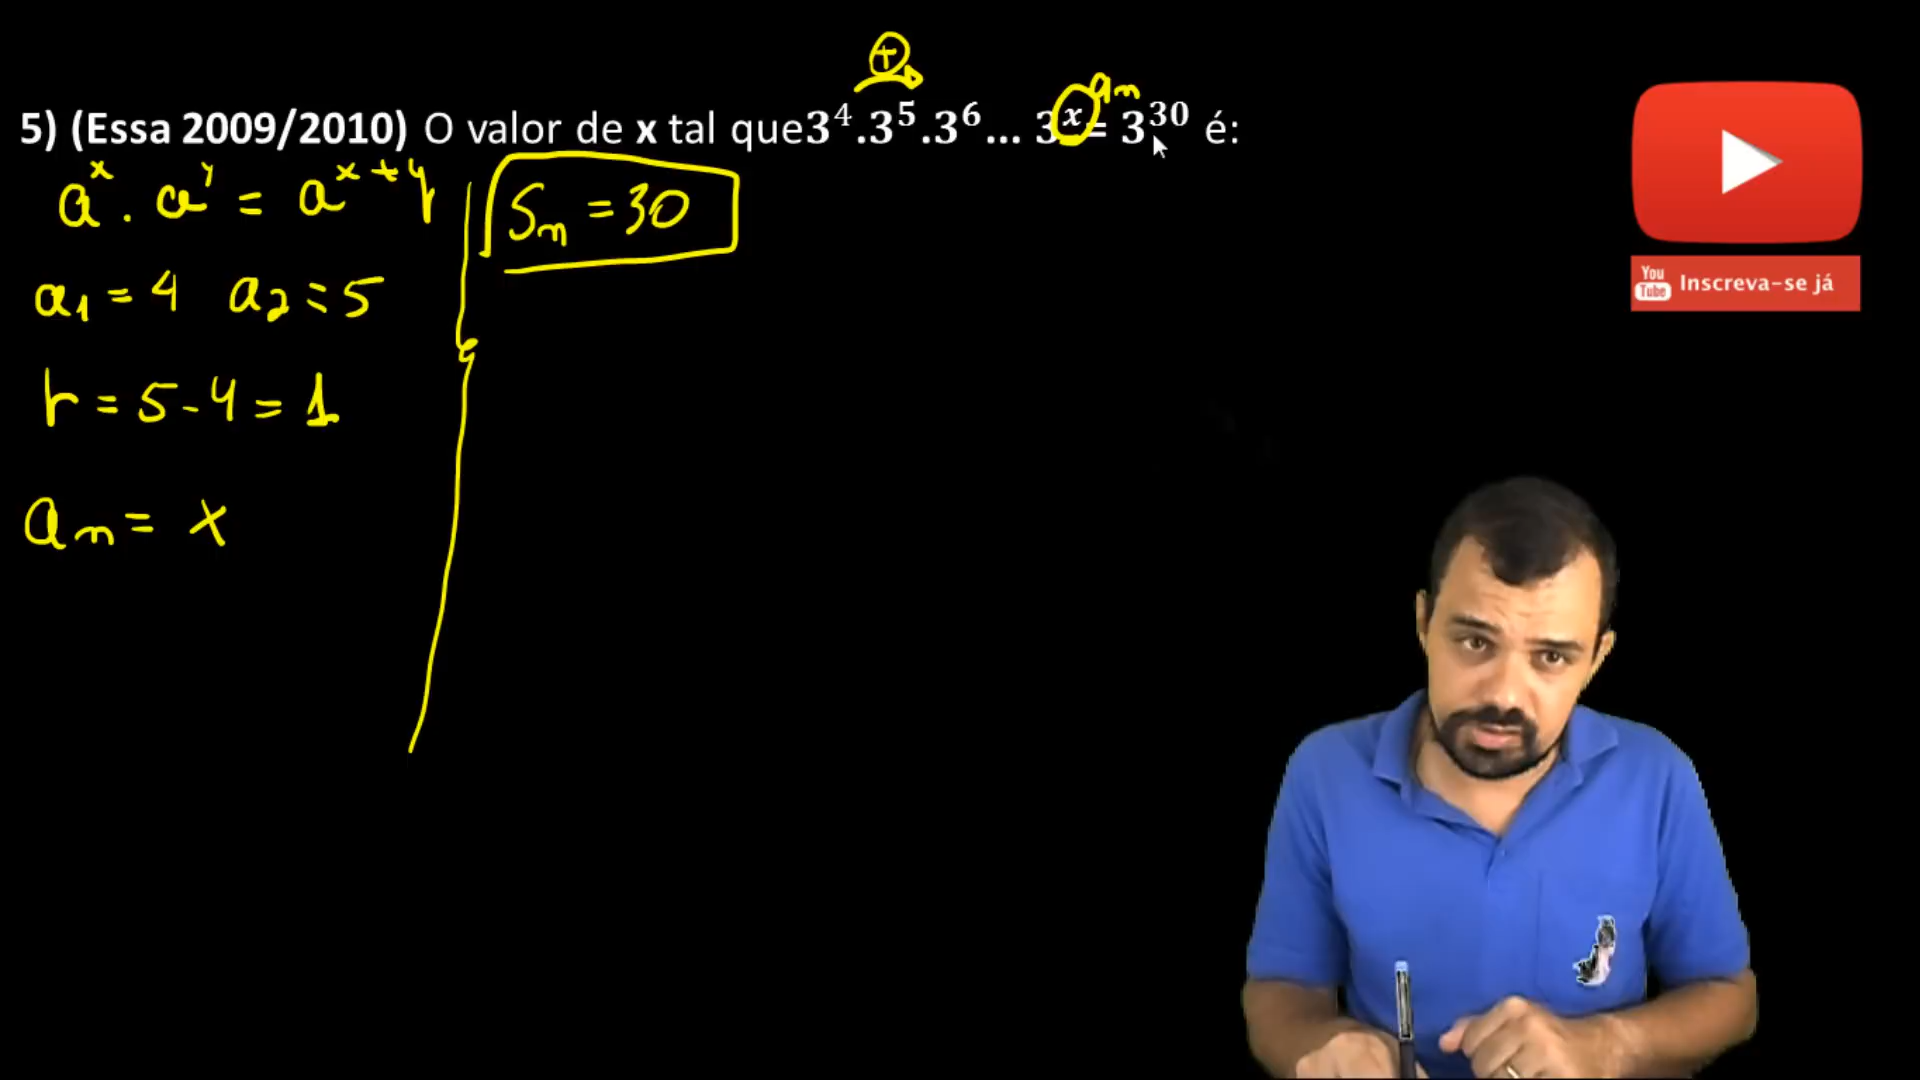 +
an
5) (Essa 2009/2010) O valor de x tal que 3⁴.3⁵.3⁶... 3ˣ = 3³⁰ é:
aˣ . aʸ = aˣ⁺ʸ
Sn = 30
a₁ = 4 a₂ = 5
r = 5 - 4 = 1
an = x
You Tube Inscreva-se já